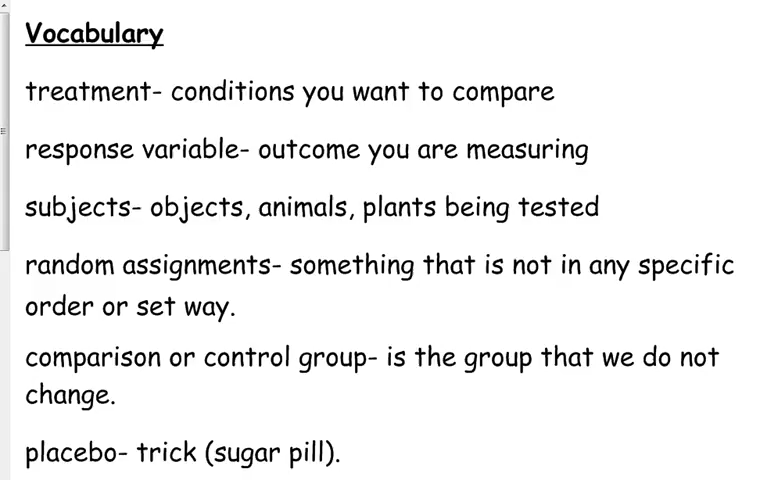 Vocabulary
treatment- conditions you want to compare
response variable- outcome you are measuring
subjects- objects, animals, plants being tested
random assignments- something that is not in any specific
order or set way.
comparison or control group- is the group that we do not
change.
placebo- trick (sugar pill).